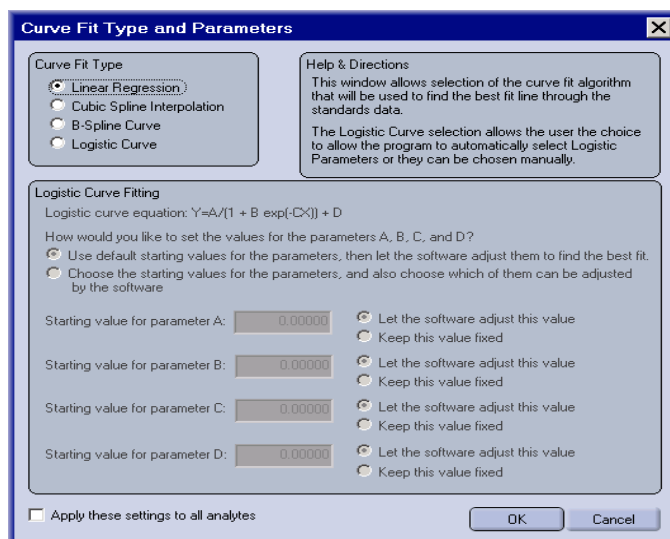 Curve Fit Type and Parameters
Curve Fit Type
Linear Regression
Cubic Spline Interpolation
B-Spline Curve
Logistic Curve
Help & Directions
This window allows selection of the curve fit algorithm
that will be used to find the best fit line through the
standards data.
The Logistic Curve selection allows the user the choice
to allow the program to automatically select Logistic
Parameters or they can be chosen manually.
Logistic Curve Fitting
Logistic curve equation: Y=A/(1 + B exp(-CX)) + D
How would you like to set the values for the parameters A, B, C, and D?
Use default starting values for the parameters, then let the software adjust them to find the best fit.
Choose the starting values for the parameters, and also choose which of them can be adjusted
by the software
Starting value for parameter A: 0.00000 Let the software adjust this value
Keep this value fixed
Starting value for parameter B: 0.00000 Let the software adjust this value
Keep this value fixed
Starting value for parameter C: 0.00000 Let the software adjust this value
Keep this value fixed
Starting value for parameter D: 0.00000 Let the software adjust this value
Keep this value fixed
Apply these settings to all analytes
OK Cancel